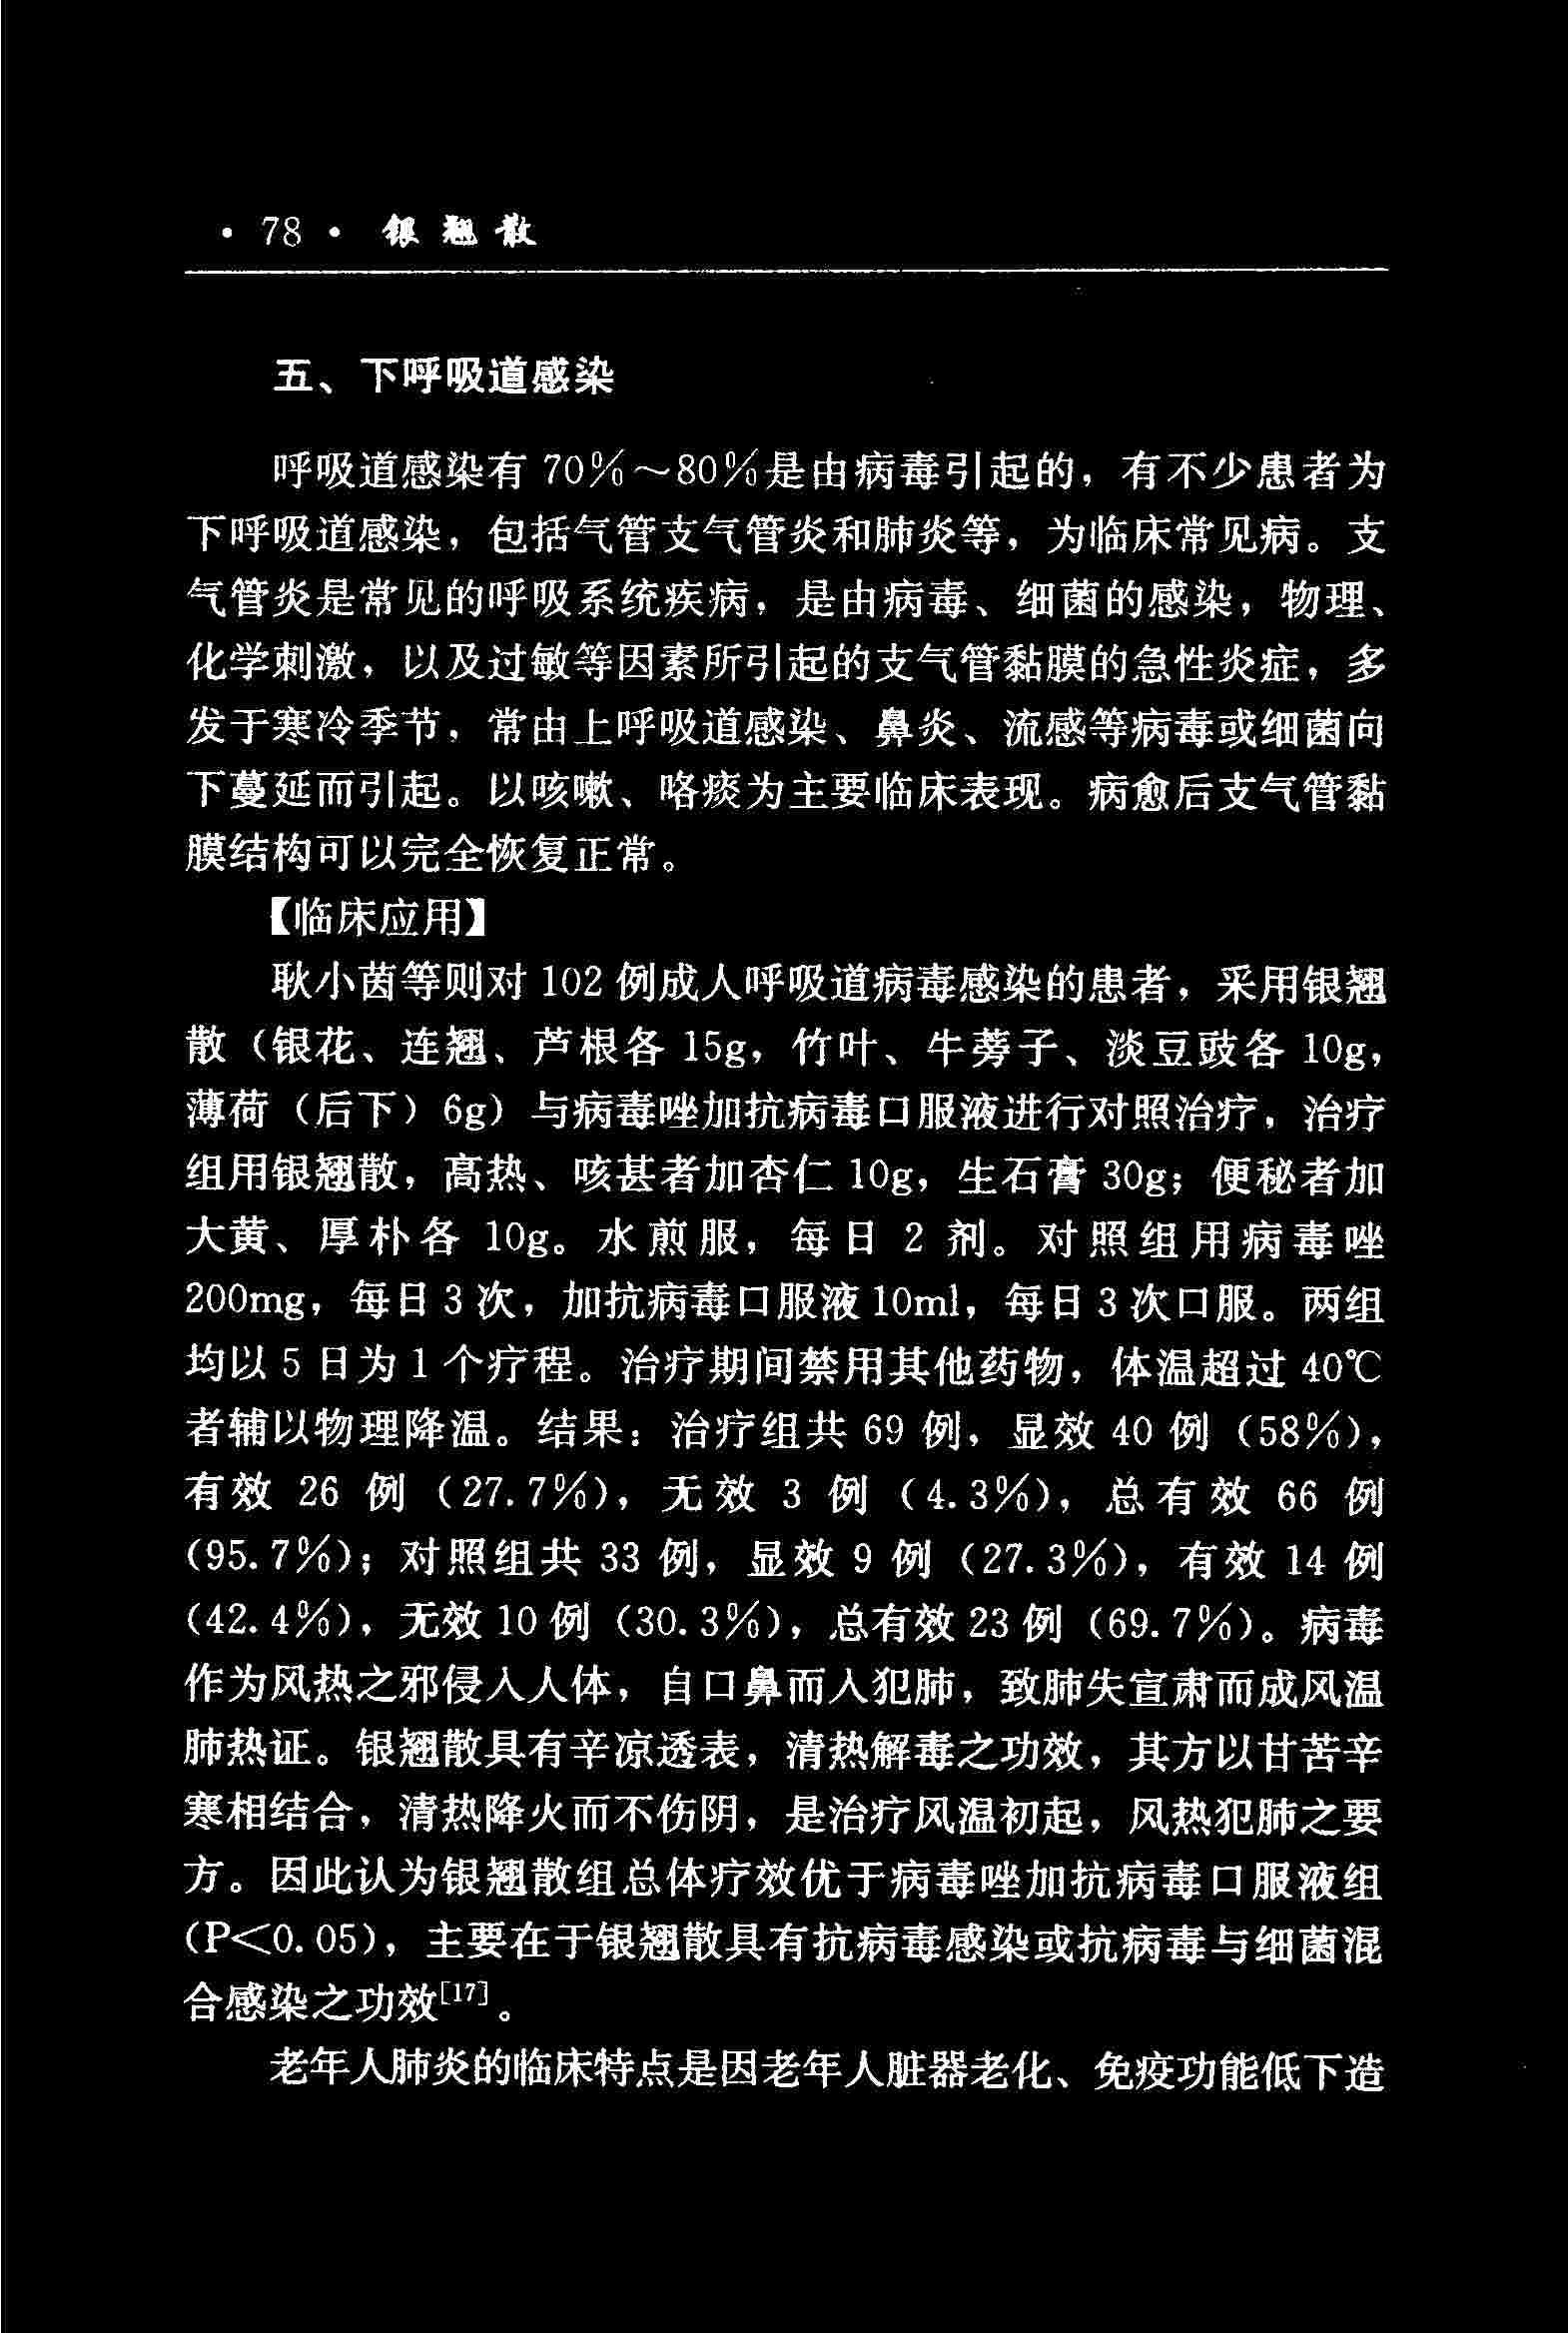 · 78 · 银翘散
五、下呼吸道感染
呼吸道感染有 70%～80%是由病毒引起的，有不少患者为
下呼吸道感染，包括气管支气管炎和肺炎等，为临床常见病。支
气管炎是常见的呼吸系统疾病，是由病毒、细菌的感染，物理、
化学刺激，以及过敏等因素所引起的支气管黏膜的急性炎症，多
发于寒冷季节，常由上呼吸道感染、鼻炎、流感等病毒或细菌向
下蔓延而引起。以咳嗽、咯痰为主要临床表现。病愈后支气管黏
膜结构可以完全恢复正常。
【临床应用】
耿小茵等则对 102 例成人呼吸道病毒感染的患者，采用银翘
散（银花、连翘、芦根各 15g，竹叶、牛蒡子、淡豆豉各 10g，
薄荷（后下）6g）与病毒唑加抗病毒口服液进行对照治疗，治疗
组用银翘散，高热、咳甚者加杏仁 10g，生石膏 30g；便秘者加
大黄、厚朴各 10g。水煎服，每日 2 剂。对照组用病毒唑
200mg，每日 3 次，加抗病毒口服液 10ml，每日 3 次口服。两组
均以 5 日为 1 个疗程。治疗期间禁用其他药物，体温超过 40℃
者辅以物理降温。结果：治疗组共 69 例，显效 40 例（58%），
有效 26 例（27.7%），无效 3 例（4.3%），总有效 66 例
（95.7%）；对照组共 33 例，显效 9 例（27.3%），有效 14 例
（42.4%），无效 10 例（30.3%），总有效 23 例（69.7%）。病毒
作为风热之邪侵入人体，自口鼻而入犯肺，致肺失宣肃而成风温
肺热证。银翘散具有辛凉透表，清热解毒之功效，其方以甘苦辛
寒相结合，清热降火而不伤阴，是治疗风温初起，风热犯肺之要
方。因此认为银翘散组总体疗效优于病毒唑加抗病毒口服液组
（P<0.05），主要在于银翘散具有抗病毒感染或抗病毒与细菌混
合感染之功效[17]。
老年人肺炎的临床特点是因老年人脏器老化、免疫功能低下造